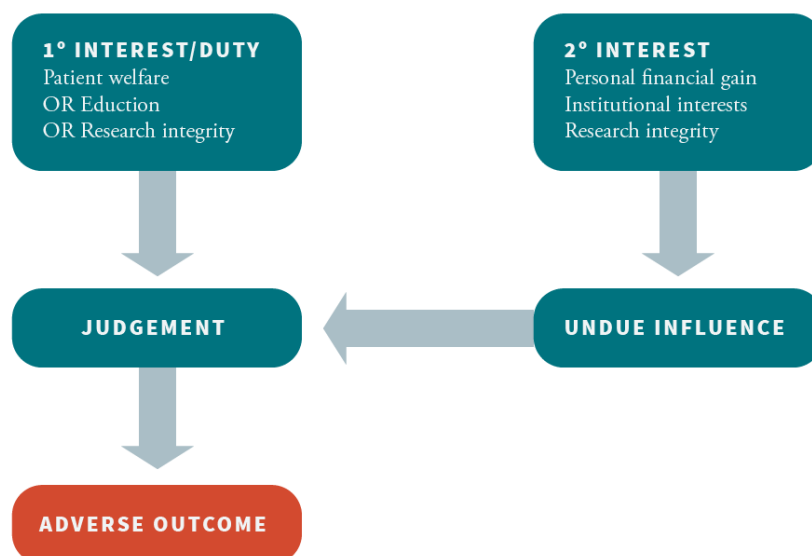 1° INTEREST/DUTY
Patient welfare
OR Eduction
OR Research integrity
2° INTEREST
Personal financial gain
Institutional interests
Research integrity
JUDGEMENT
UNDUE INFLUENCE
ADVERSE OUTCOME